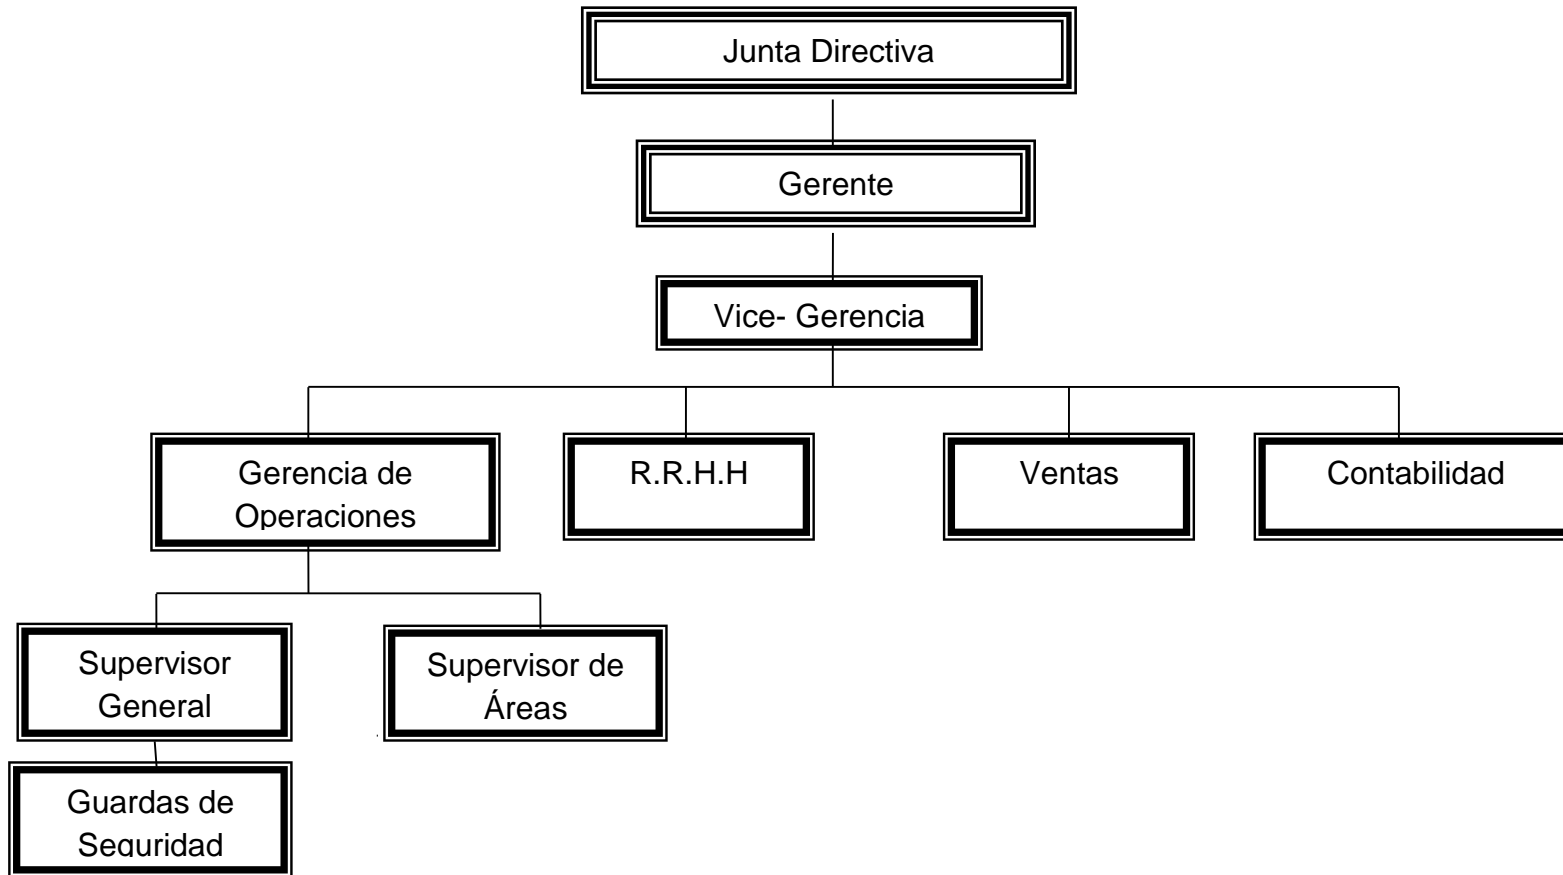 Junta Directiva
Gerente
Vice- Gerencia
Gerencia de
Operaciones
R.R.H.H
Ventas
Contabilidad
Supervisor
General
Supervisor de
Áreas
Guardas de
Seguridad